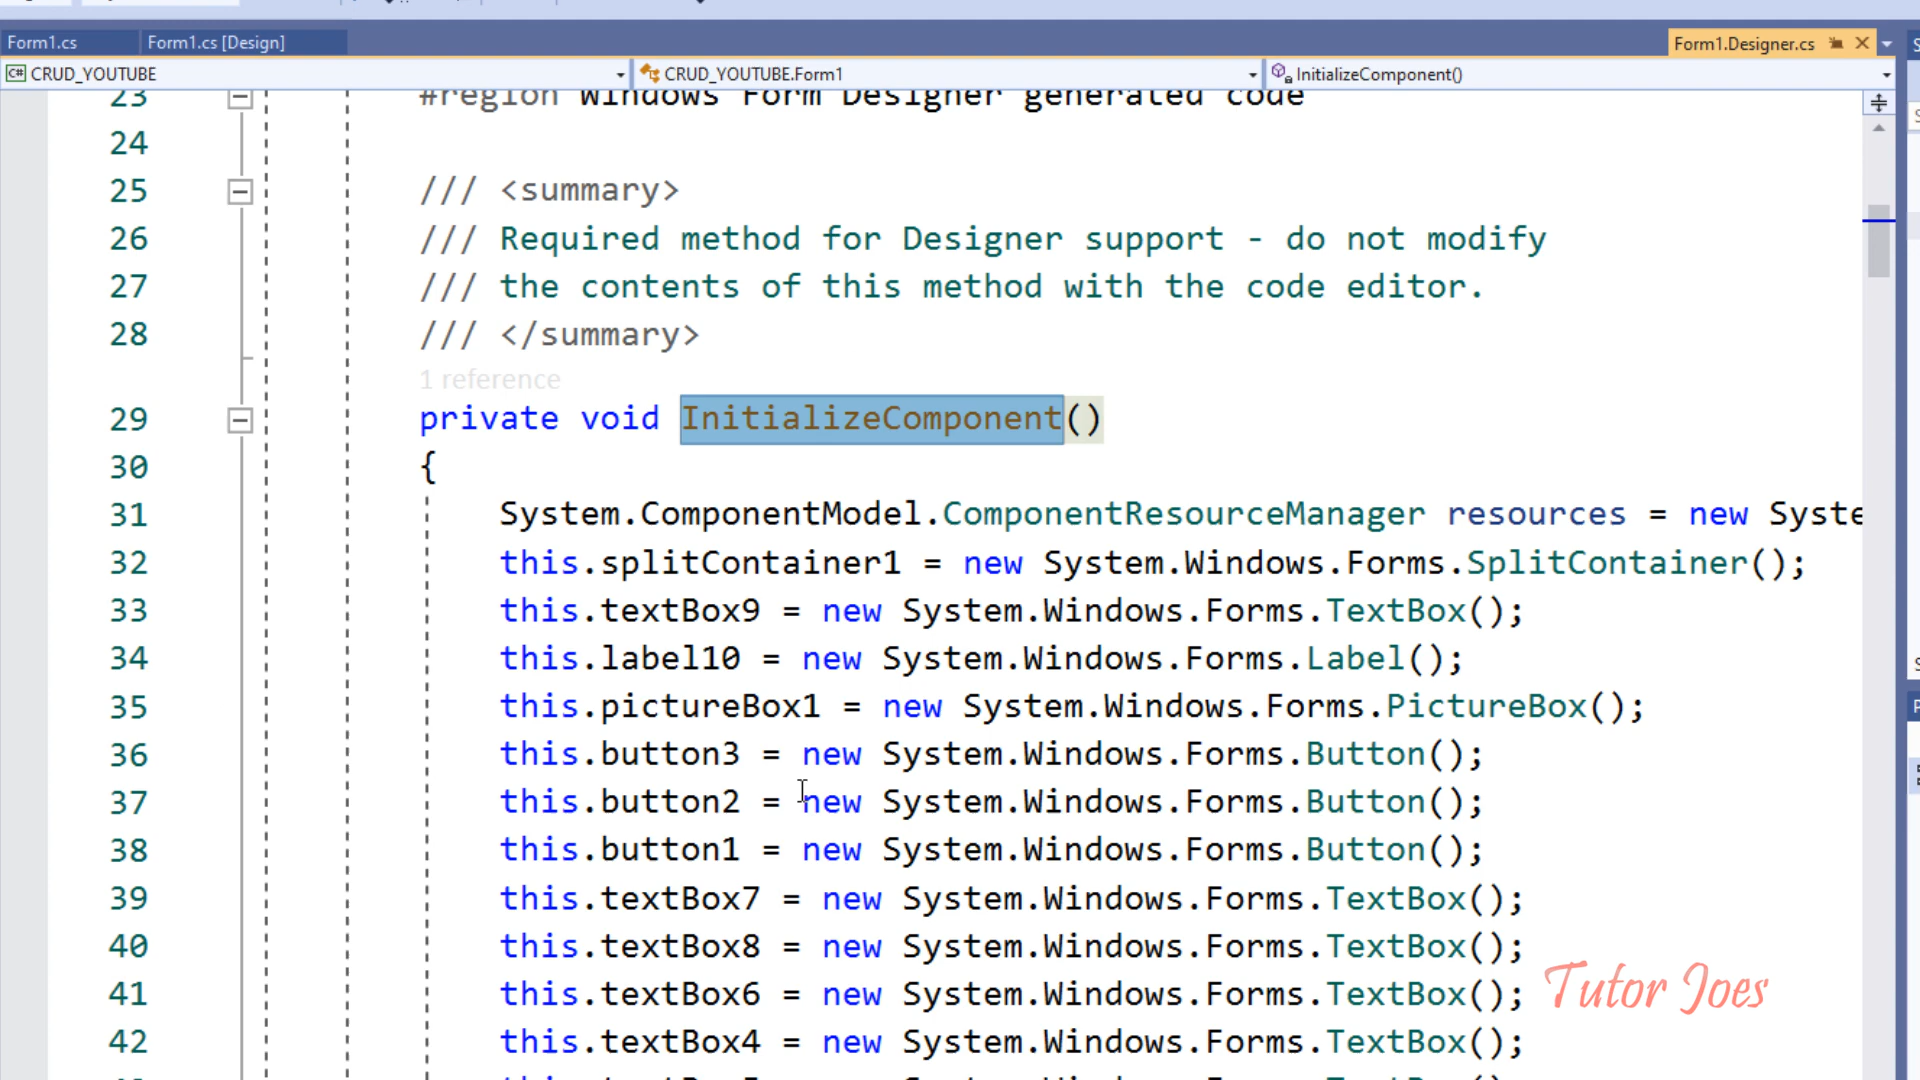 Form1.cs
Form1.cs [Design]
Form1.Designer.cs
C# CRUD_YOUTUBE
CRUD_YOUTUBE.Form1
InitializeComponent()
23 #region Windows Form Designer generated code
24
25 /// <summary>
26 /// Required method for Designer support - do not modify
27 /// the contents of this method with the code editor.
28 /// </summary>
1 reference
29 private void InitializeComponent()
30 {
31 System.ComponentModel.ComponentResourceManager resources = new Syste
32 this.splitContainer1 = new System.Windows.Forms.SplitContainer();
33 this.textBox9 = new System.Windows.Forms.TextBox();
34 this.label10 = new System.Windows.Forms.Label();
35 this.pictureBox1 = new System.Windows.Forms.PictureBox();
36 this.button3 = new System.Windows.Forms.Button();
37 this.button2 = new System.Windows.Forms.Button();
38 this.button1 = new System.Windows.Forms.Button();
39 this.textBox7 = new System.Windows.Forms.TextBox();
40 this.textBox8 = new System.Windows.Forms.TextBox();
41 this.textBox6 = new System.Windows.Forms.TextBox();
42 this.textBox4 = new System.Windows.Forms.TextBox();
Tutor Joes